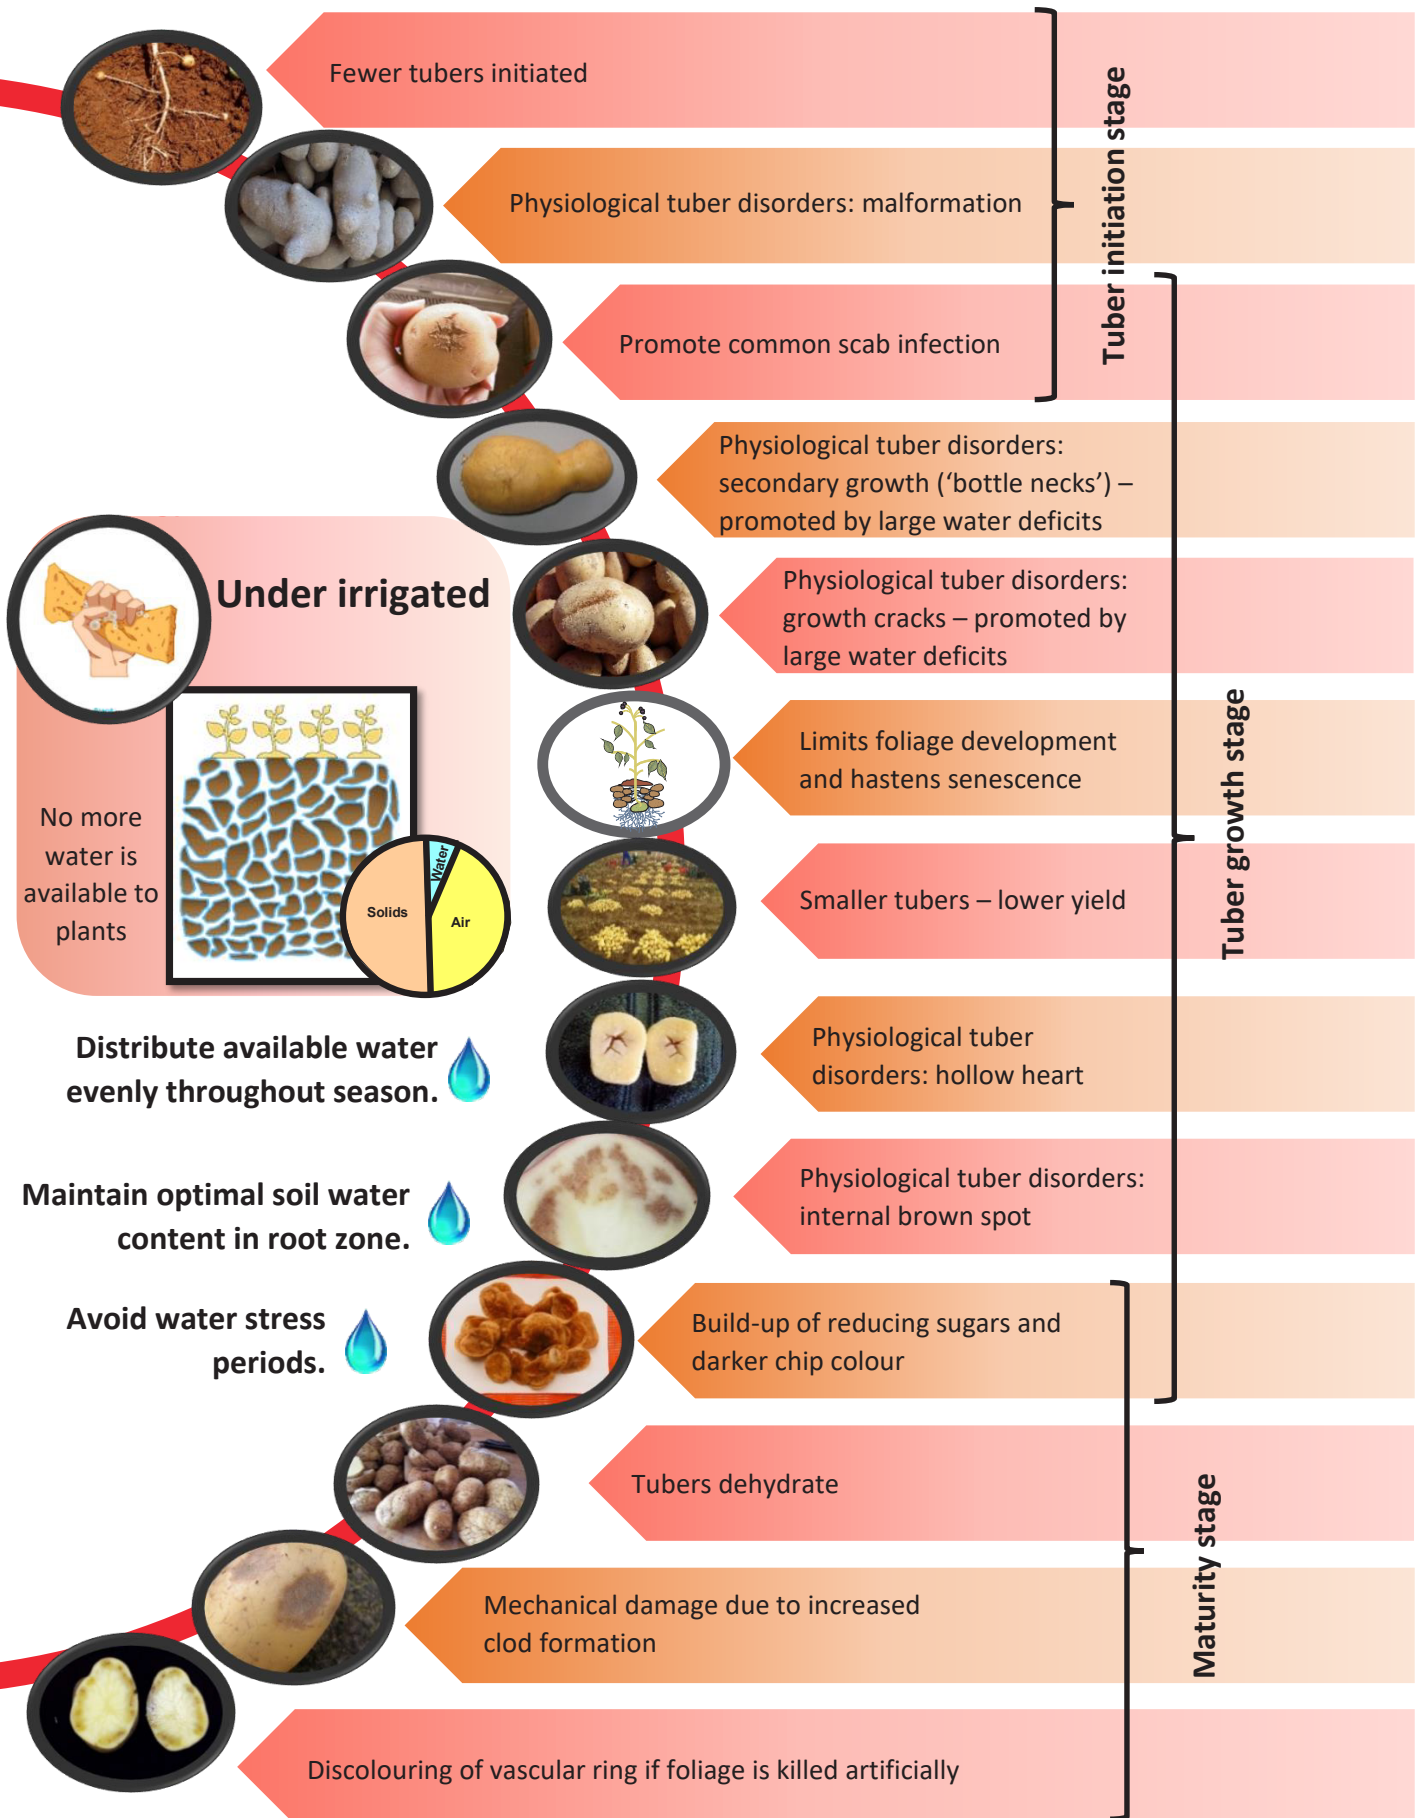 Fewer tubers initiated
Physiological tuber disorders: malformation
Promote common scab infection
Tuber initiation stage
Physiological tuber disorders:
secondary growth (‘bottle necks’) –
promoted by large water deficits
Physiological tuber disorders:
growth cracks – promoted by
large water deficits
Limits foliage development
and hastens senescence
Smaller tubers – lower yield
Physiological tuber
disorders: hollow heart
Physiological tuber disorders:
internal brown spot
Build-up of reducing sugars and
darker chip colour
Tuber growth stage
Tubers dehydrate
Mechanical damage due to increased
clod formation
Discolouring of vascular ring if foliage is killed artificially
Maturity stage
Under irrigated
No more
water is
available to
plants
Solids
Water
Air
Distribute available water
evenly throughout season.
Maintain optimal soil water
content in root zone.
Avoid water stress
periods.